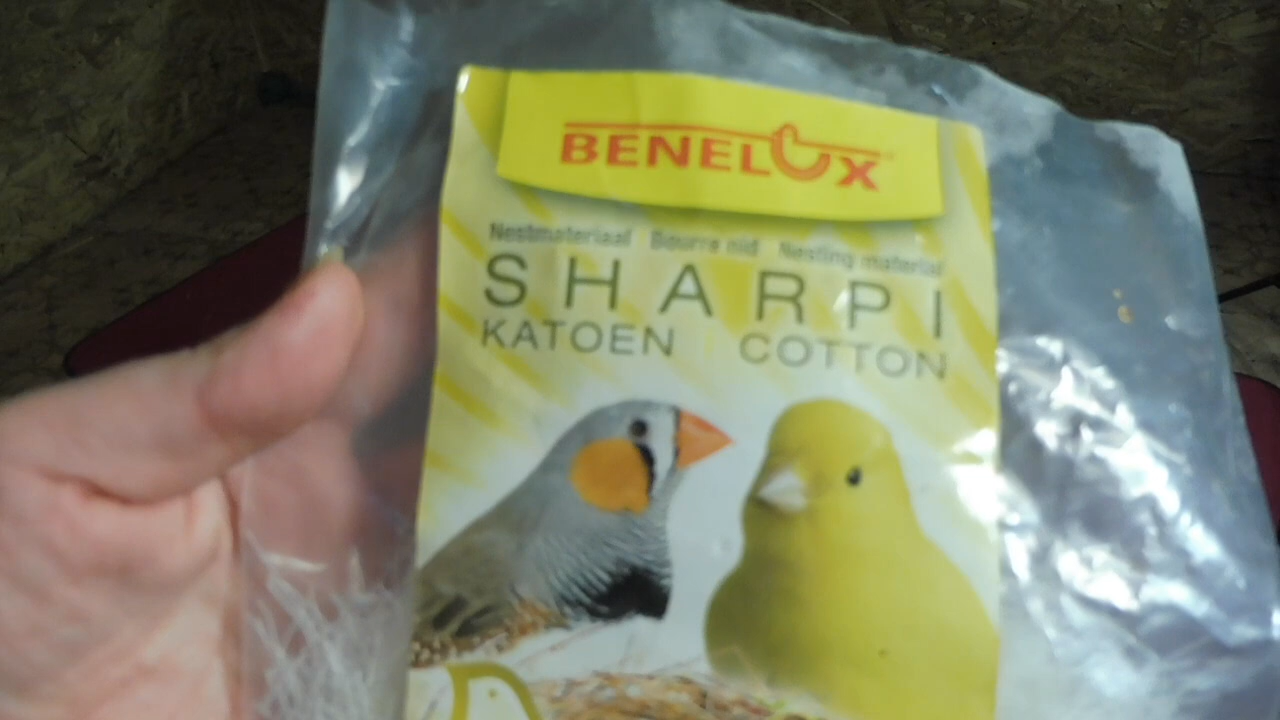 BENELUX
Nestmateriaal Bourre nid Nesting material
SHARPI
KATOEN COTTON